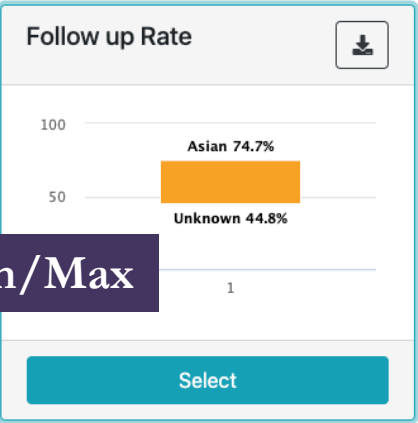 Follow up Rate
100
Asian 74.7%
50
Unknown 44.8%
/Max
1
Select